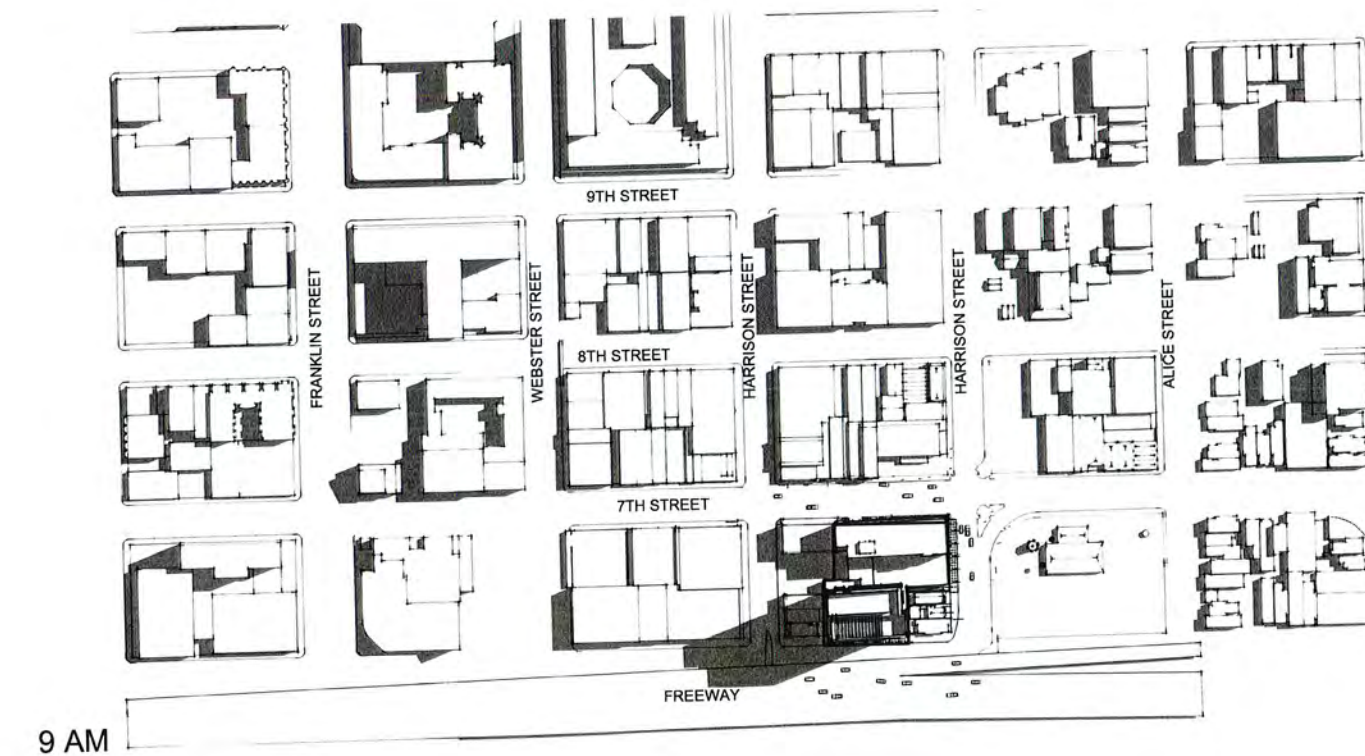 9TH STREET
FRANKLIN STREET
WEBSTER STREET
HARRISON STREET
HARRISON STREET
ALICE STREET
8TH STREET
7TH STREET
FREEWAY
9 AM